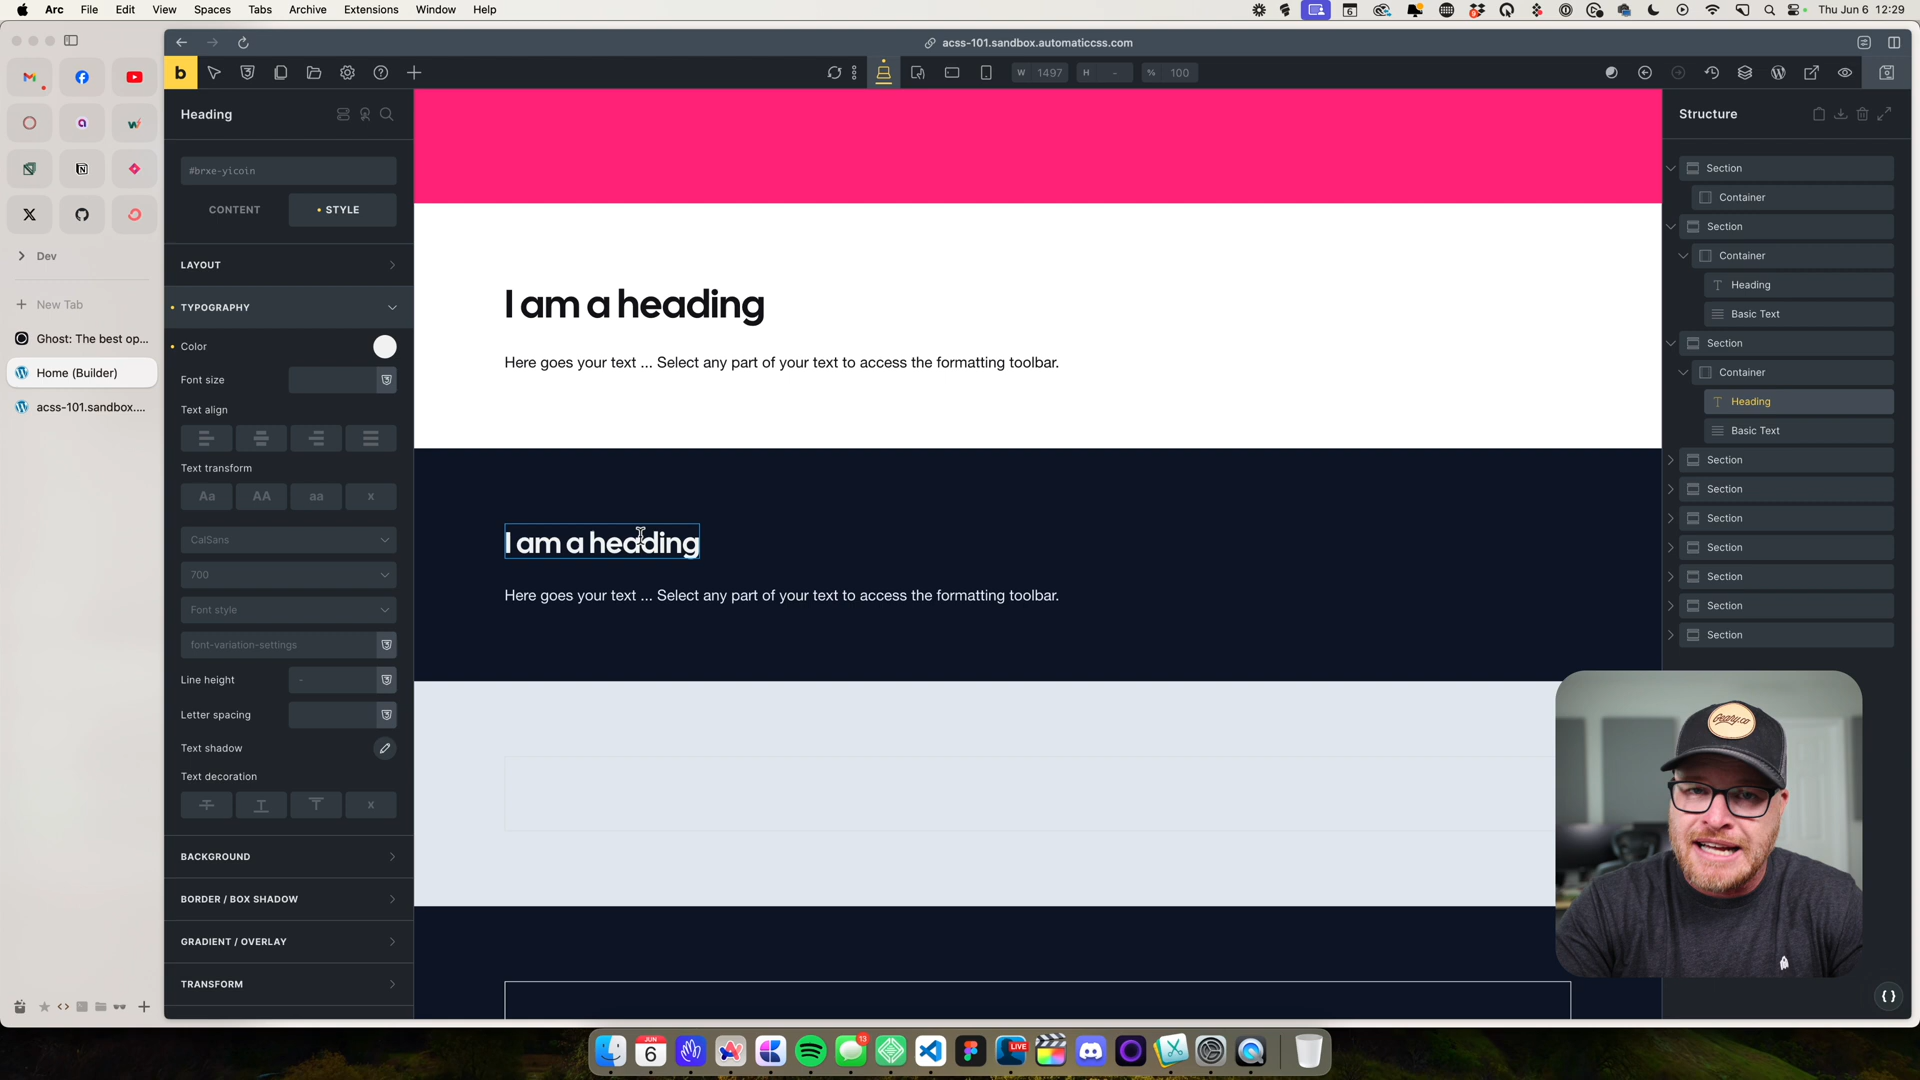 Arc File Edit View Spaces Tabs Archive Extensions Window Help
Thu Jun 6 12:29
acss-101.sandbox.automaticcss.com
b
W 1497 H - % 100
Heading
#brxe-yicoin
CONTENT
STYLE
LAYOUT
TYPOGRAPHY
Color
Font size
Text align
Text transform
Aa AA aa x
CalSans
700
Font style
font-variation-settings
Line height -
Letter spacing
Text shadow
Text decoration
x
BACKGROUND
BORDER / BOX SHADOW
GRADIENT / OVERLAY
TRANSFORM
Dev
New Tab
Ghost: The best op...
Home (Builder)
acss-101.sandbox....
I am a heading
Here goes your text ... Select any part of your text to access the formatting toolbar.
I am a heading
Here goes your text ... Select any part of your text to access the formatting toolbar.
Structure
Section
Container
Section
Container
Heading
Basic Text
Section
Container
Heading
Basic Text
Section
Section
Section
Section
Section
Section
Section
JUN
6
13
LIVE